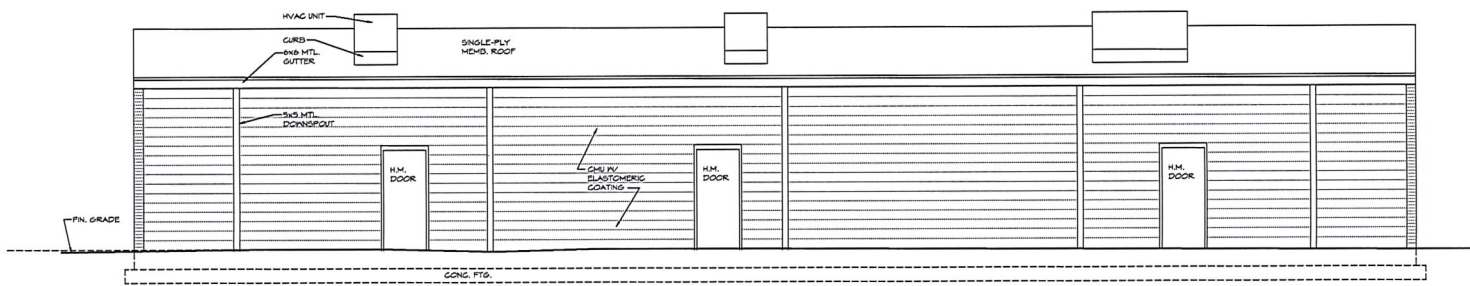 HVAC UNIT
CURB
6x6 MTL.
GUTTER
SINGLE-PLY
MEMB. ROOF
5x5 MTL.
DOWNSPOUT
H.M.
DOOR
CMU W/
ELASTOMERIC
COATING
H.M.
DOOR
H.M.
DOOR
FIN. GRADE
CONC. FTG.